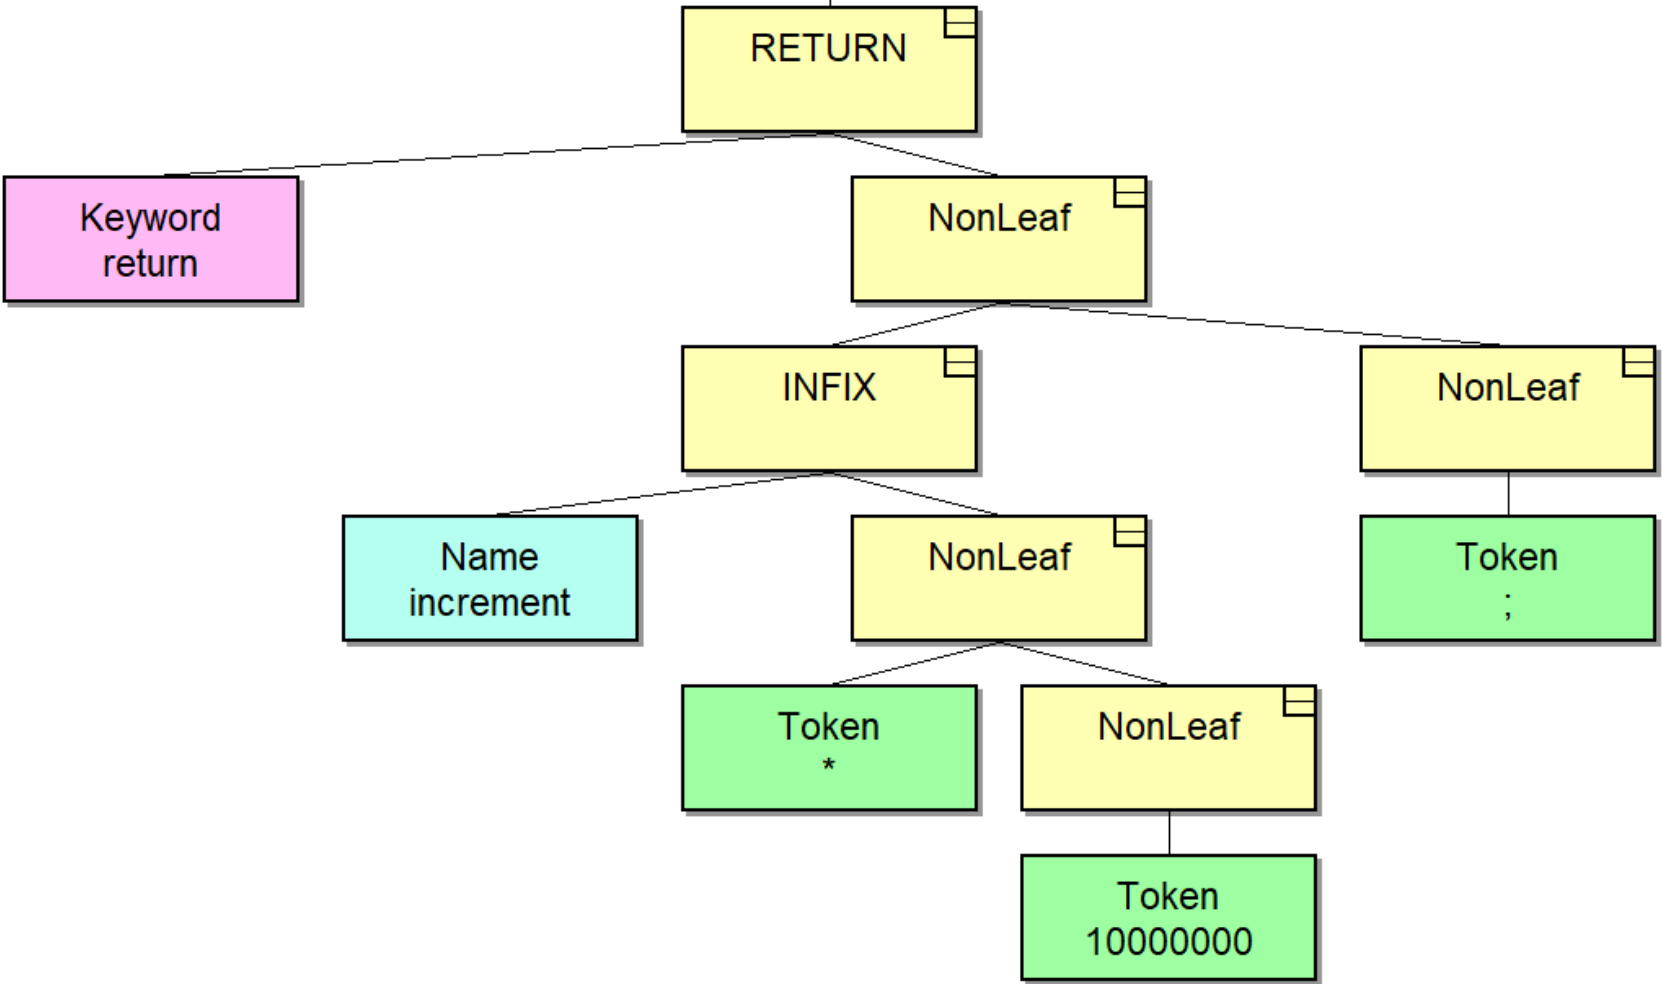 RETURN
Keyword
return
NonLeaf
INFIX
NonLeaf
Name
increment
NonLeaf
Token
;
Token
*
NonLeaf
Token
10000000